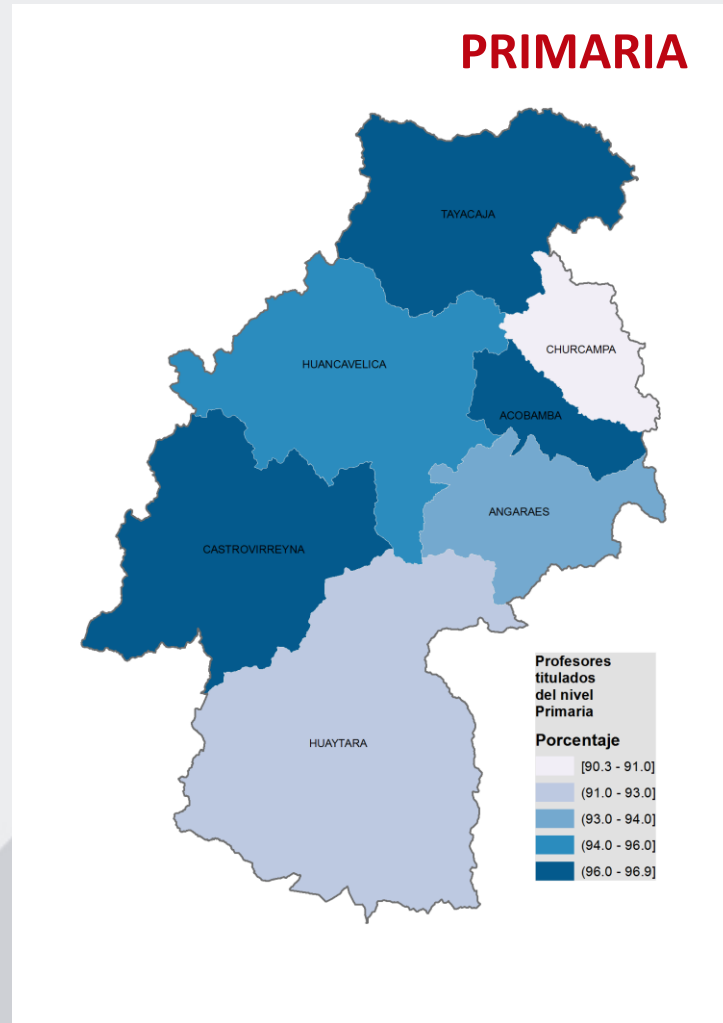 PRIMARIA
TAYACAJA
CHURCAMPA
HUANCAVELICA
ACOBAMBA
ANGARAES
CASTROVIRREYNA
HUAYTARA
Profesores
titulados
del nivel
Primaria
Porcentaje
[90.3 - 91.0]
(91.0 - 93.0]
(93.0 - 94.0]
(94.0 - 96.0]
(96.0 - 96.9]